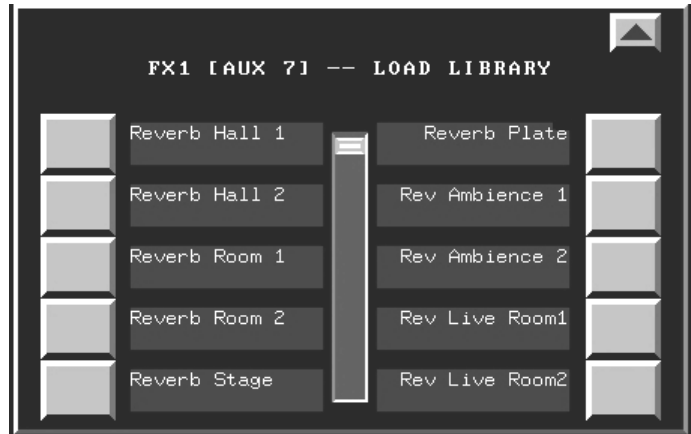 FX1 [AUX 7] -- LOAD LIBRARY
Reverb Hall 1
Reverb Plate
Reverb Hall 2
Rev Ambience 1
Reverb Room 1
Rev Ambience 2
Reverb Room 2
Rev Live Room1
Reverb Stage
Rev Live Room2